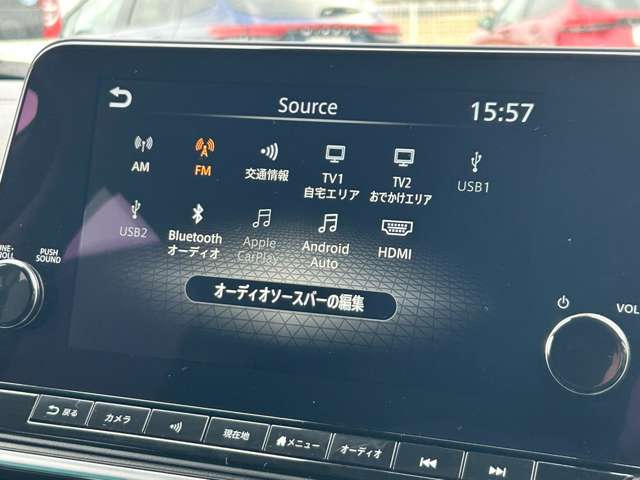 Source
15:57
AM
FM
交通情報
TV1
自宅エリア
TV2
おでかけエリア
USB1
USB2
Bluetooth
オーディオ
Apple
CarPlay
Android
Auto
HDMI
オーディオソースバーの編集
PUSH
SOUND
VOL
戻る
カメラ
現在地
メニュー
オーディオ